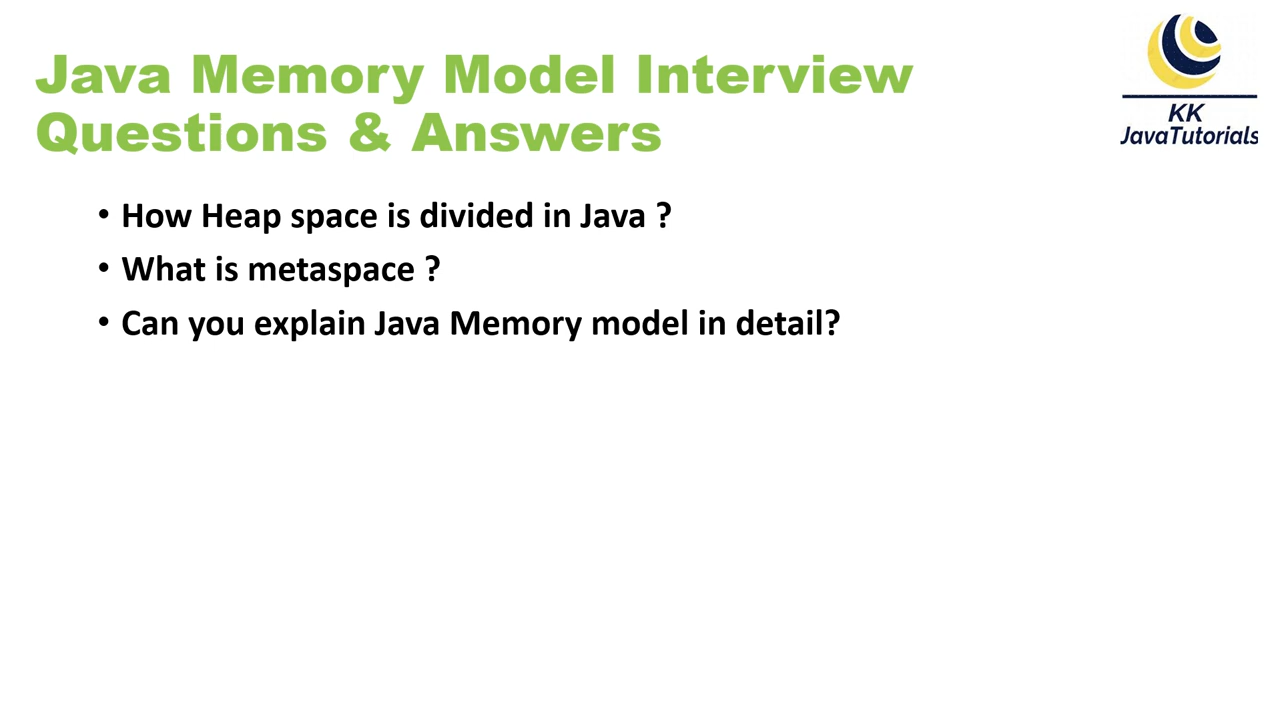 Java Memory Model Interview
Questions & Answers
KK
JavaTutorials
• How Heap space is divided in Java ?
• What is metaspace ?
• Can you explain Java Memory model in detail?